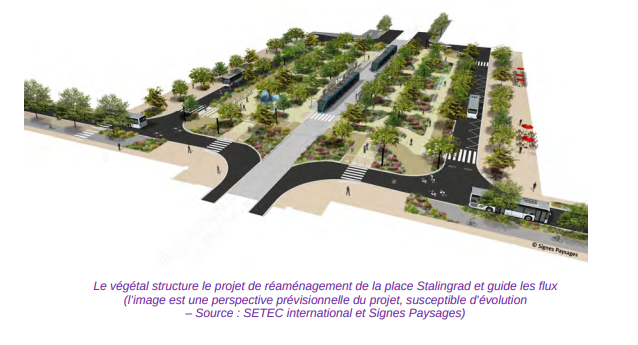 © Signes Paysages
Le végétal structure le projet de réaménagement de la place Stalingrad et guide les flux
(l'image est une perspective prévisionnelle du projet, susceptible d'évolution
– Source : SETEC international et Signes Paysages)